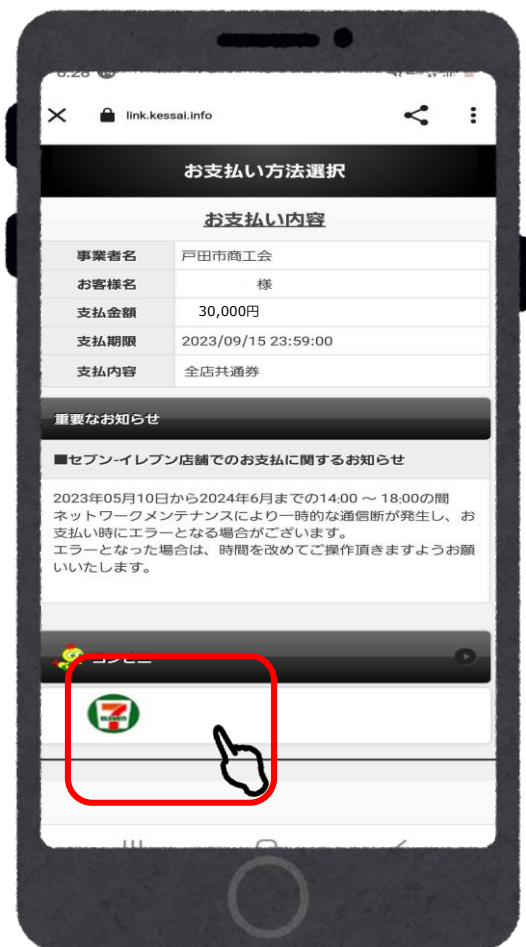 link.kessai.info
お支払い方法選択
お支払い内容
事業者名 戸田市商工会
お客様名 様
支払金額 30,000円
支払期限 2023/09/15 23:59:00
支払内容 全店共通券
重要なお知らせ
■セブン-イレブン店舗でのお支払に関するお知らせ
2023年05月10日から2024年6月までの14:00 ～ 18:00の間
ネットワークメンテナンスにより一時的な通信断が発生し、お
支払い時にエラーとなる場合がございます。
エラーとなった場合は、時間を改めてご操作頂きますようお願
いいたします。
コンビニ
7
ELEVEN